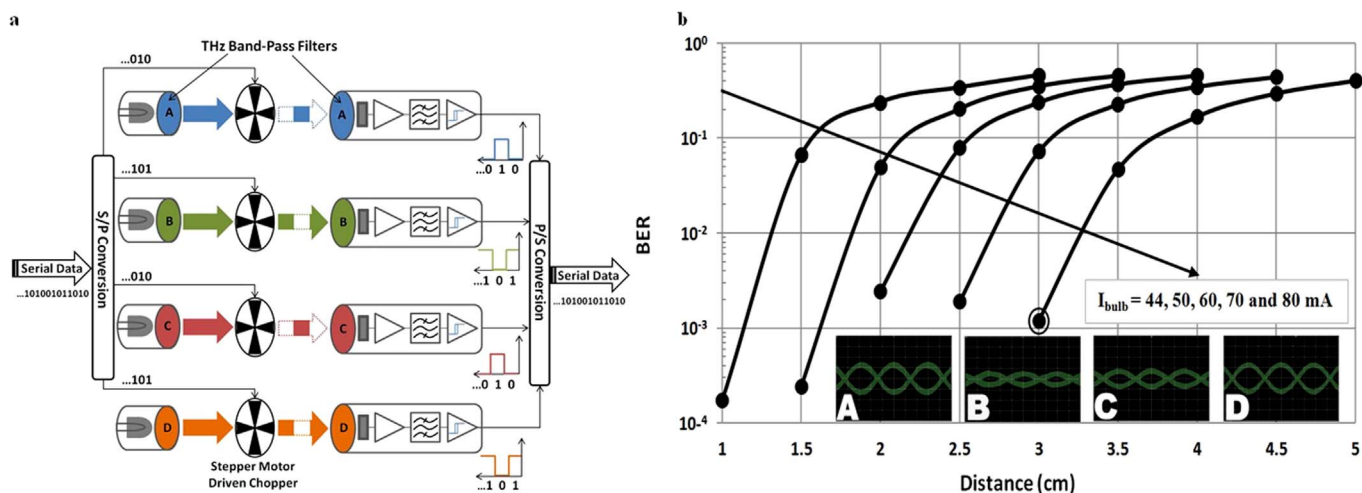 a
THz Band-Pass Filters
...010
A
A
...0 1 0
...101
B
B
...1 0 1
S/P Conversion
P/S Conversion
Serial Data
...101001011010
Serial Data
...101001011010
...010
C
C
...0 1 0
...101
D
D
...1 0 1
Stepper Motor
Driven Chopper
b
BER
10⁰
10⁻¹
10⁻²
10⁻³
10⁻⁴
I_bulb = 44, 50, 60, 70 and 80 mA
A
B
C
D
1 1.5 2 2.5 3 3.5 4 4.5 5
Distance (cm)